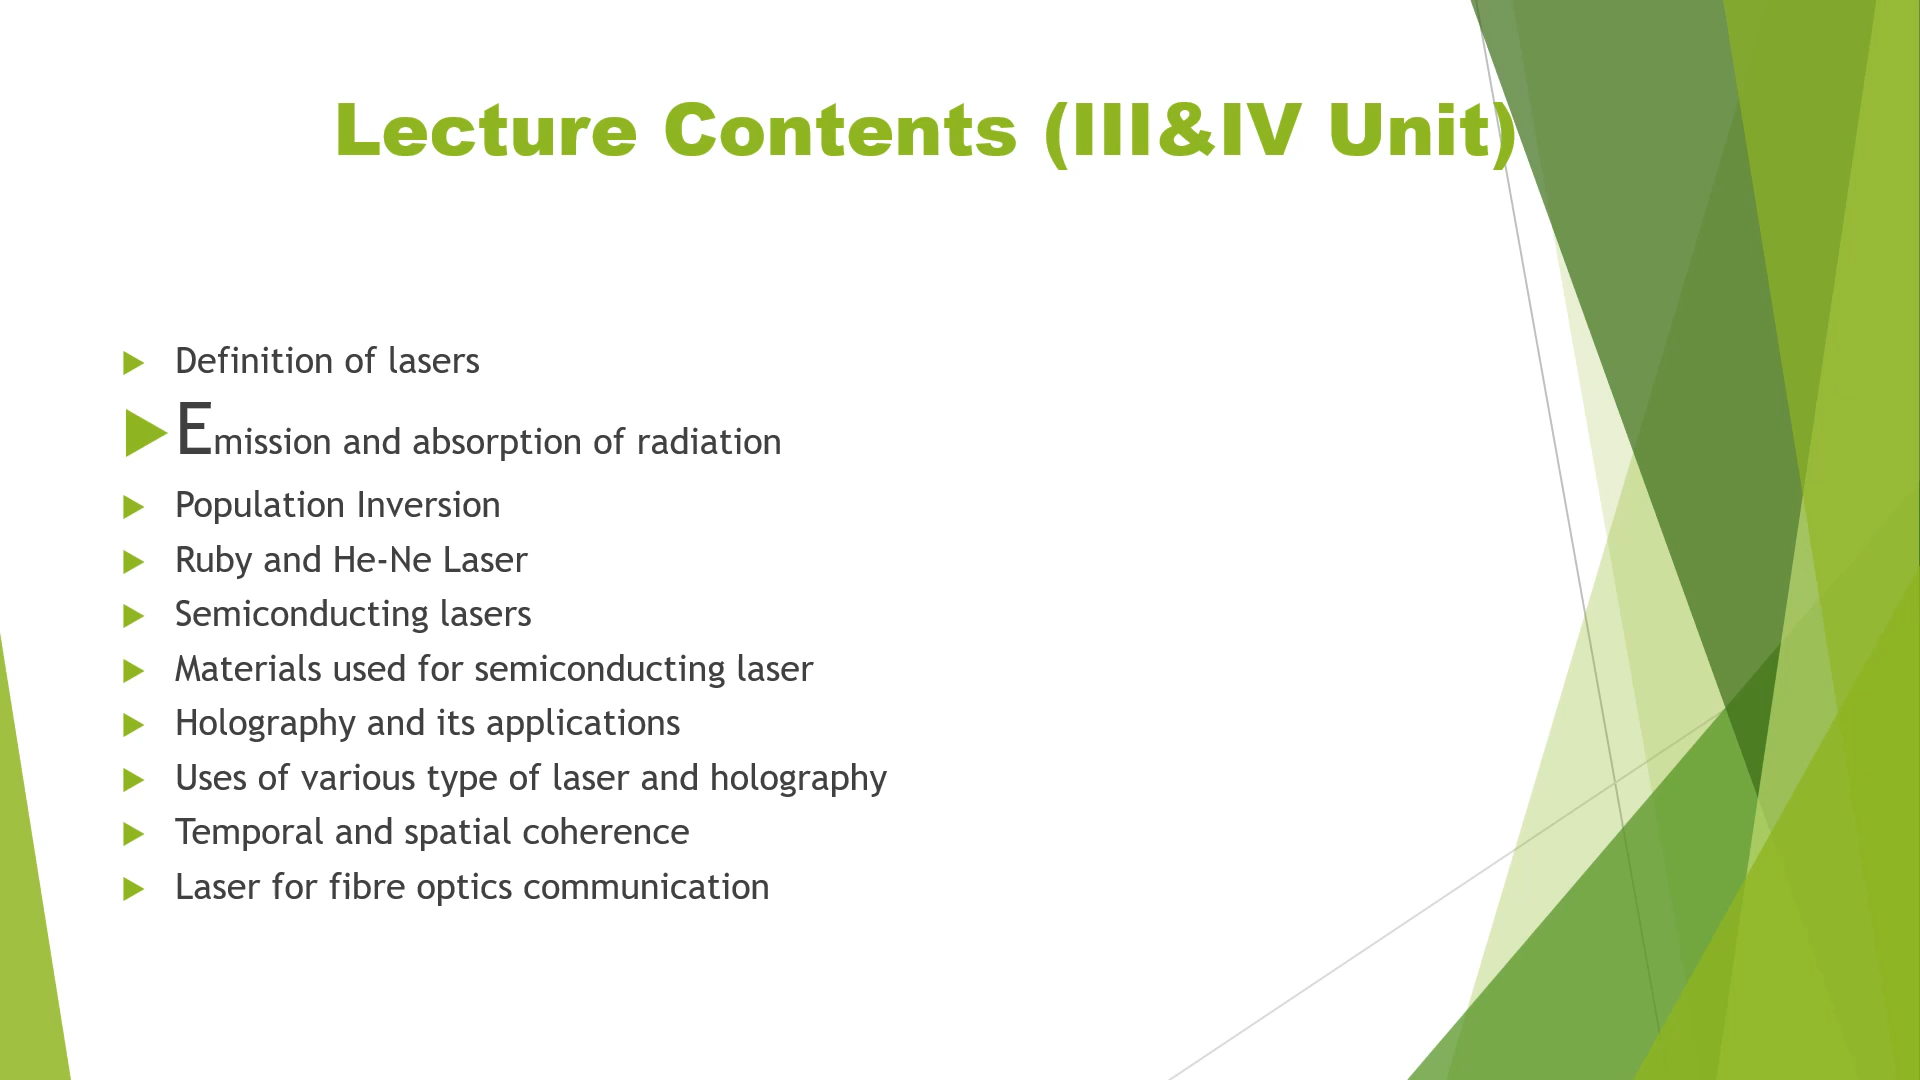 Lecture Contents (III&IV Unit)
Definition of lasers
Emission and absorption of radiation
Population Inversion
Ruby and He-Ne Laser
Semiconducting lasers
Materials used for semiconducting laser
Holography and its applications
Uses of various type of laser and holography
Temporal and spatial coherence
Laser for fibre optics communication